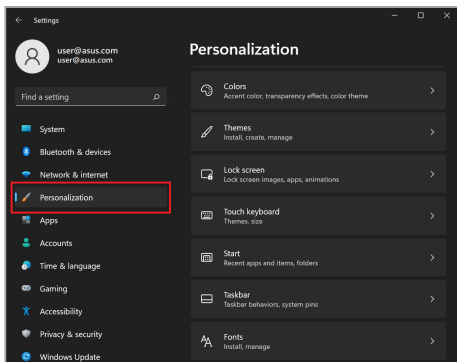 Settings
user@asus.com
user@asus.com
Find a setting
System
Bluetooth & devices
Network & internet
Personalization
Apps
Accounts
Time & language
Gaming
Accessibility
Privacy & security
Windows Update
Personalization
Colors
Accent color, transparency effects, color theme
Themes
Install, create, manage
Lock screen
Lock screen images, apps, animations
Touch keyboard
Themes, size
Start
Recent apps and items, folders
Taskbar
Taskbar behaviors, system pins
Fonts
Install, manage